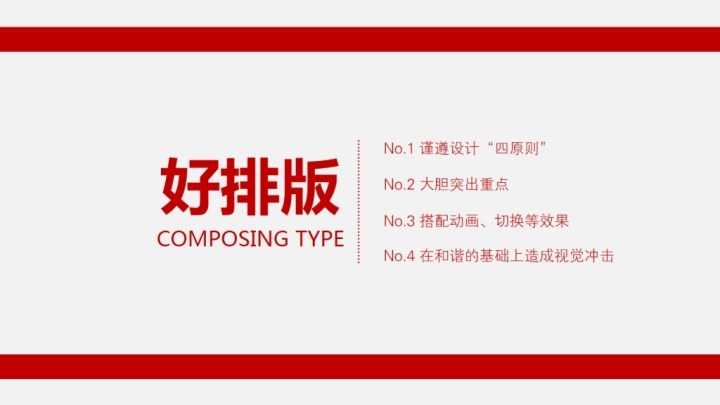 好排版
COMPOSING TYPE
No.1 谨遵设计“四原则”
No.2 大胆突出重点
No.3 搭配动画、切换等效果
No.4 在和谐的基础上造成视觉冲击